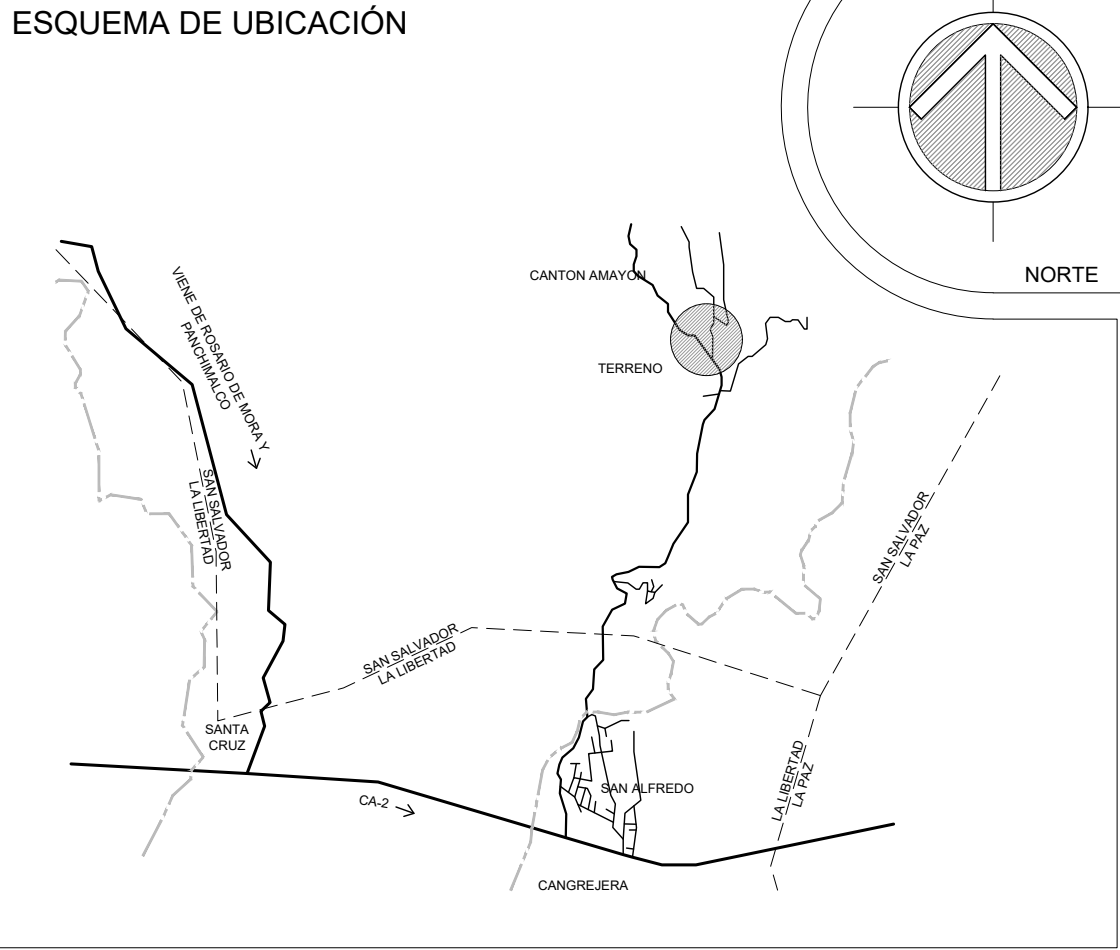 ESQUEMA DE UBICACIÓN
NORTE
CANTON AMAYON
VIENE DE ROSARIO DE MORA Y
PANCHIMALCO
TERRENO
SAN SALVADOR
LA LIBERTAD
SAN SALVADOR
LA PAZ
SAN SALVADOR
LA LIBERTAD
SANTA
CRUZ
LA LIBERTAD
LA PAZ
SAN ALFREDO
CA-2
CANGREJERA